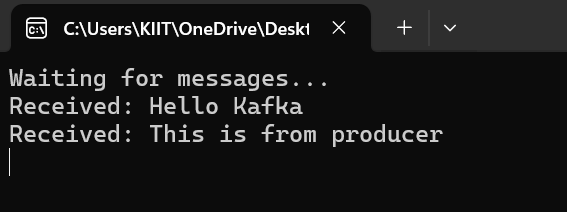 C:\Users\KIIT\OneDrive\Deskt
Waiting for messages...
Received: Hello Kafka
Received: This is from producer